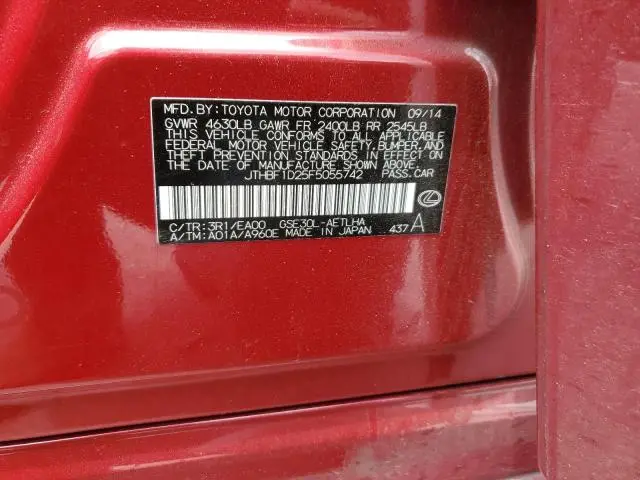 MFD. BY: TOYOTA MOTOR CORPORATION 09/14
GVWR 4630LB GAWR FR 2400LB RR 2545LB
THIS VEHICLE CONFORMS TO ALL APPLICABLE
FEDERAL MOTOR VEHICLE SAFETY, BUMPER, AND
THEFT PREVENTION STANDARDS IN EFFECT ON
THE DATE OF MANUFACTURE SHOWN ABOVE.
JTHBF1D25F5055742 PASS. CAR
C/TR: 3R1/EA00 GSE30L-AETLHA
A/TM: A01A/A960E MADE IN JAPAN 437 A